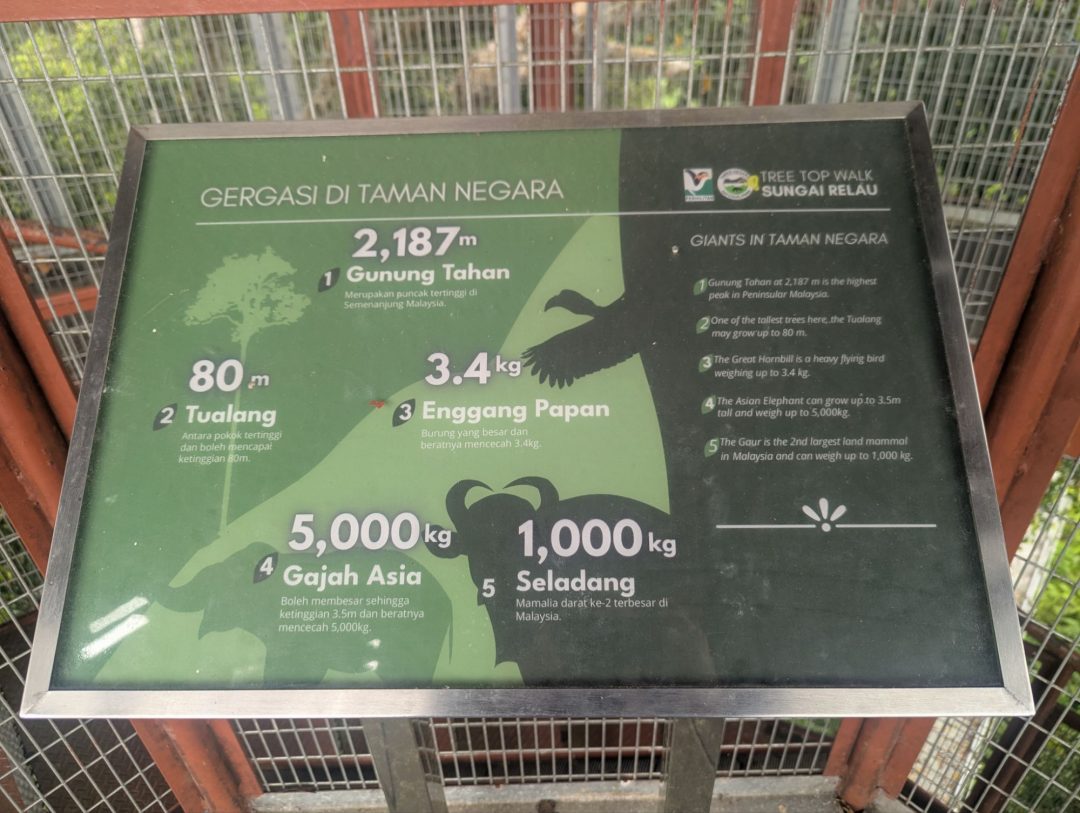 GERGASI DI TAMAN NEGARA
2,187 m
1 Gunung Tahan
Merupakan puncak tertinggi di
Semenanjung Malaysia.
80 m
2 Tualang
Antara pokok tertinggi
dan boleh mencapai
ketinggian 80m.
3.4 kg
3 Enggang Papan
Burung yang besar dan
beratnya mencecah 3.4kg.
5,000 kg
4 Gajah Asia
Boleh membesar sehingga
ketinggian 3.5m dan beratnya
mencecah 5,000kg.
1,000 kg
5 Seladang
Mamalia darat ke-2 terbesar di
Malaysia.
PERHILITAN
TREE TOP WALK
SUNGAI RELAU
GIANTS IN TAMAN NEGARA
1 Gunung Tahan at 2,187 m is the highest
peak in Peninsular Malaysia.
2 One of the tallest trees here, the Tualang
may grow up to 80 m.
3 The Great Hornbill is a heavy flying bird
weighing up to 3.4 kg.
4 The Asian Elephant can grow up to 3.5m
tall and weigh up to 5,000kg.
5 The Gaur is the 2nd largest land mammal
in Malaysia and can weigh up to 1,000 kg.